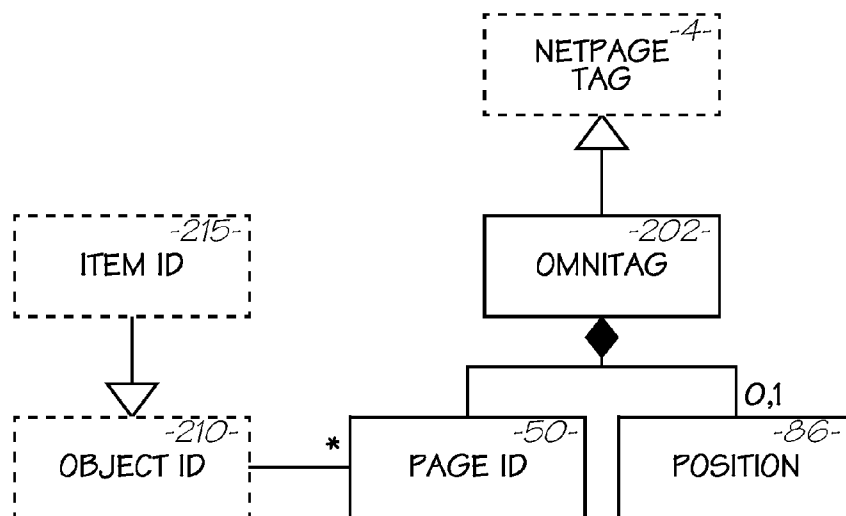 -4-
NETPAGE
TAG
-215-
ITEM ID
-202-
OMNITAG
0,1
-210-
OBJECT ID
*
-50-
PAGE ID
-86-
POSITION